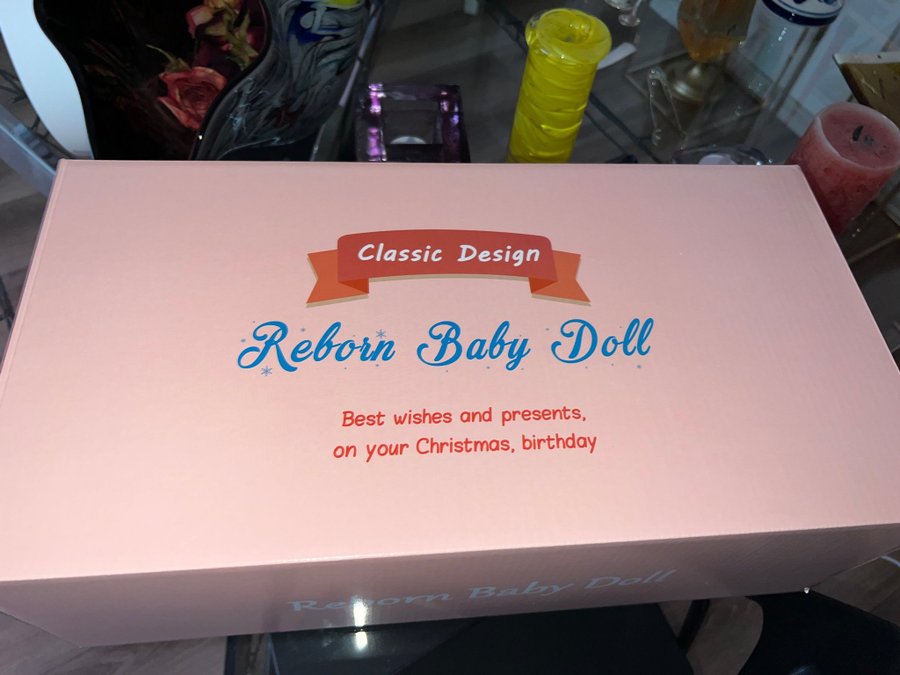 Classic Design
Reborn Baby Doll
Best wishes and presents,
on your Christmas, birthday
Reborn Baby Doll